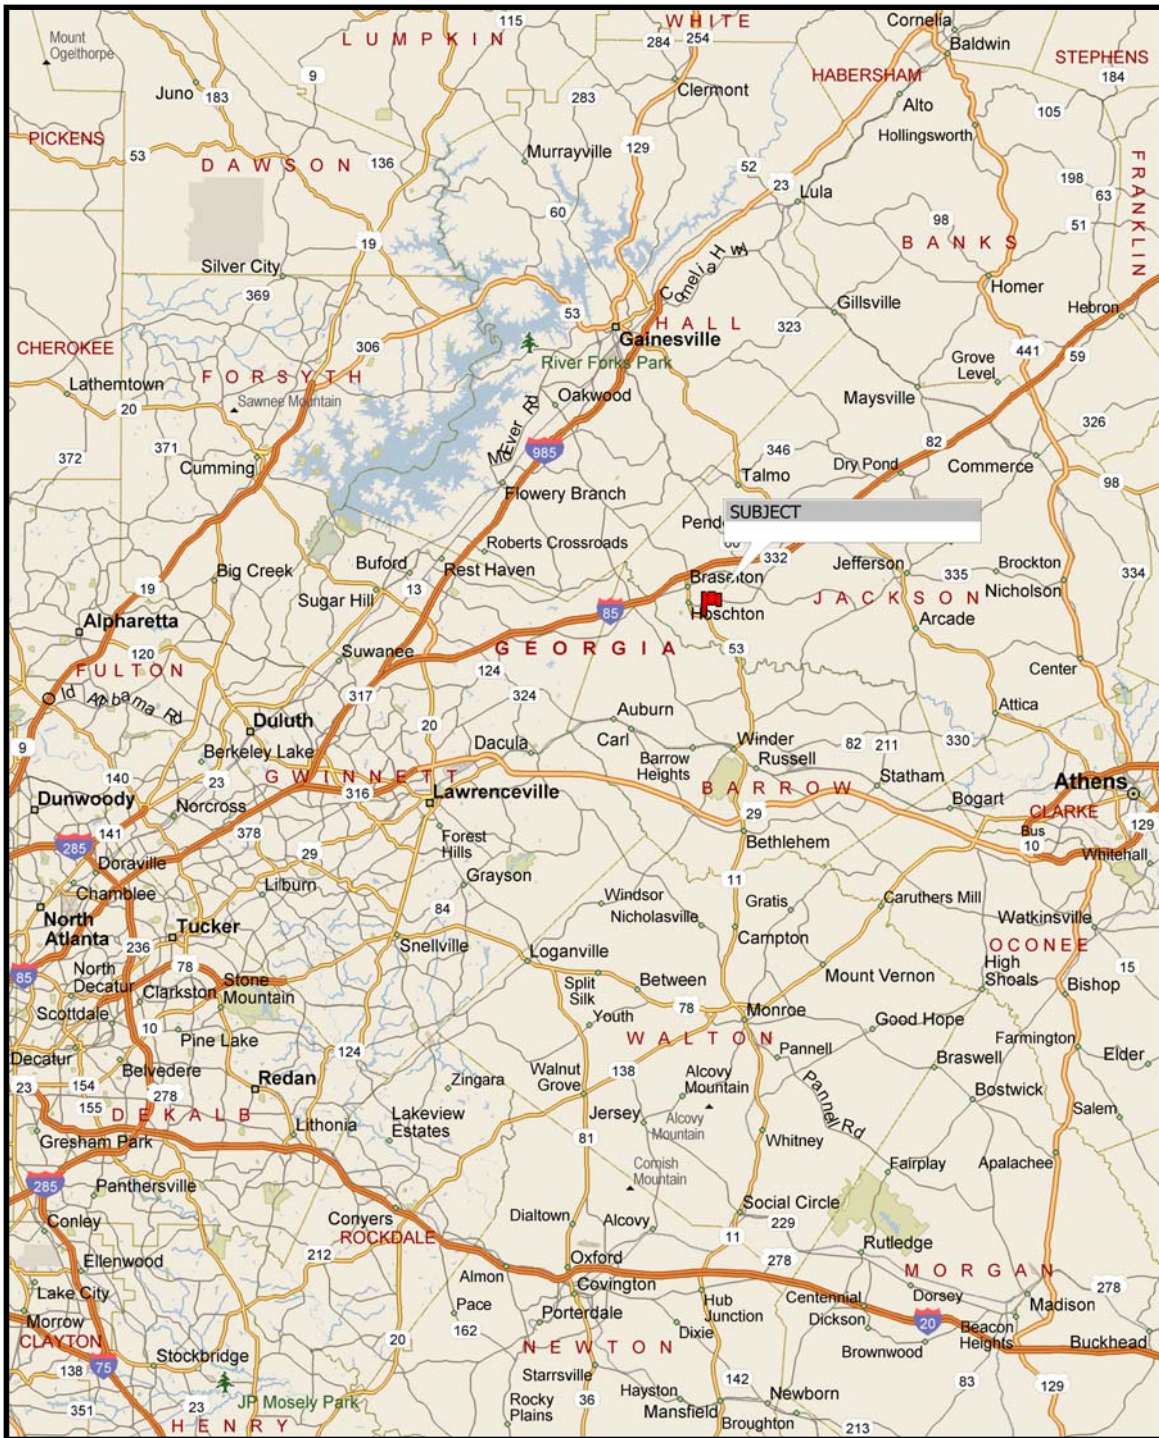 115
WHITE
Cornelia
Mount
Ogelthorpe
LUMPKIN
284
254
Baldwin
STEPHENS
9
HABERSHAM
184
Juno
183
283
Clermont
Alto
105
Hollingsworth
PICKENS
53
DAWSON
136
Murrayville
129
52
23
198
63
FRANKLIN
Lula
60
98
51
BANKS
19
Cornelia Hwy
Silver City
369
Homer
Gillsville
Hebron
53
HALL
323
Gainesville
CHEROKEE
306
River Forks Park
441
59
Grove
Level
FORSYTH
Lathemtown
Sawnee Mountain
20
Oakwood
Maysville
McEver Rd
326
372
371
985
346
82
Cumming
Talmo
Dry Pond
Commerce
98
Flowery Branch
SUBJECT
Roberts Crossroads
332
Big Creek
Buford
Rest Haven
Braselton
Jefferson
335
Brockton
334
19
13
Nicholson
Sugar Hill
JACKSON
85
Hoschton
Alpharetta
Arcade
120
Suwanee
GEORGIA
53
FULTON
124
Center
Old Alabama Rd
317
324
Auburn
Attica
9
Duluth
20
Carl
Winder
82
211
330
Berkeley Lake
Dacula
Barrow
Heights
Russell
140
23
GWINNETT
Statham
Athens
316
BARROW
Dunwoody
Lawrenceville
Bogart
Norcross
29
CLARKE
141
378
Bus
10
129
285
Forest
Hills
Bethlehem
Whitehall
29
Doraville
Chamblee
Lilburn
Grayson
11
Windsor
Caruthers Mill
84
Gratis
North
Atlanta
Tucker
Nicholasville
Watkinsville
236
Snellville
Campton
OCONEE
Loganville
High
Shoals
85
78
North
Decatur
Stone
Mountain
Mount Vernon
15
Clarkston
Split
Silk
Between
Bishop
Scottdale
78
10
Youth
Monroe
Good Hope
Pine Lake
WALTON
Farmington
Decatur
124
Pannell
Elder
Belvedere
Walnut
Grove
138
Alcovy
Mountain
Braswell
23
154
Redan
Zingara
Bostwick
278
155
DEKALB
Lakeview
Estates
Jersey
Pannell Rd
Salem
Gresham Park
Lithonia
Alcovy
Mountain
81
Whitney
Cornish
Mountain
Fairplay
Apalachee
285
Panthersville
Conyers
Dialtown
Alcovy
Social Circle
Conley
229
ROCKDALE
11
212
Rutledge
Ellenwood
Oxford
278
Almon
MORGAN
278
Lake City
Covington
Hub
Junction
Centennial
Dorsey
Madison
Pace
Morrow
Porterdale
Dickson
20
Beacon
Heights
CLAYTON
20
162
Dixie
Buckhead
NEWTON
Brownwood
Stockbridge
75
138
Starrsville
83
129
JP Mosely Park
142
Hayston
Newborn
351
23
Rocky
Plains
36
Mansfield
HENRY
Broughton
213